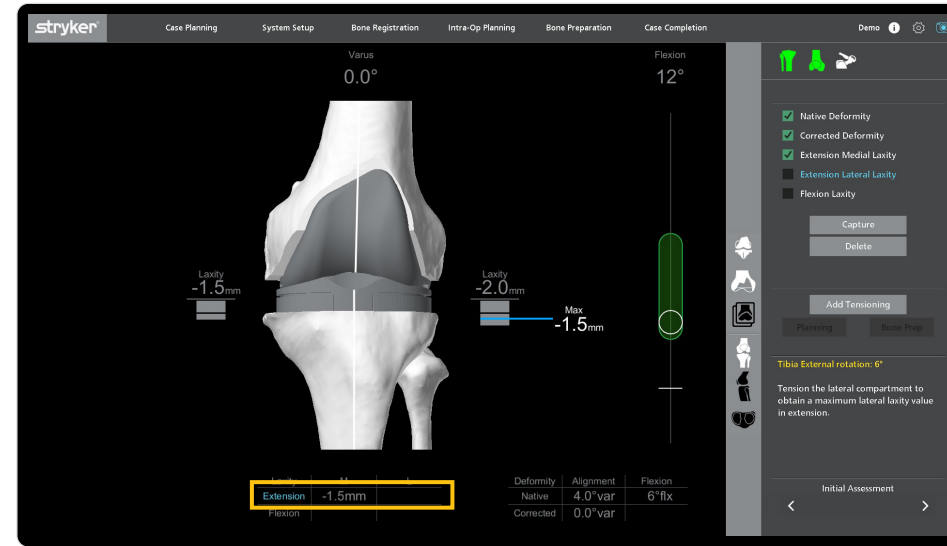 stryker
Case Planning
System Setup
Bone Registration
Intra-Op Planning
Bone Preparation
Case Completion
Demo
Varus
0.0°
Flexion
12°
Native Deformity
Corrected Deformity
Extension Medial Laxity
Extension Lateral Laxity
Flexion Laxity
Capture
Delete
Laxity
-1.5mm
Laxity
-2.0mm
Max
-1.5mm
Add Tensioning
Planning
Bone Prep
Tibia External rotation: 6°
Tension the lateral compartment to
obtain a maximum lateral laxity value
in extension.
Extension -1.5mm
Flexion
Deformity Alignment Flexion
Native 4.0°var 6°flx
Corrected 0.0°var
Initial Assessment